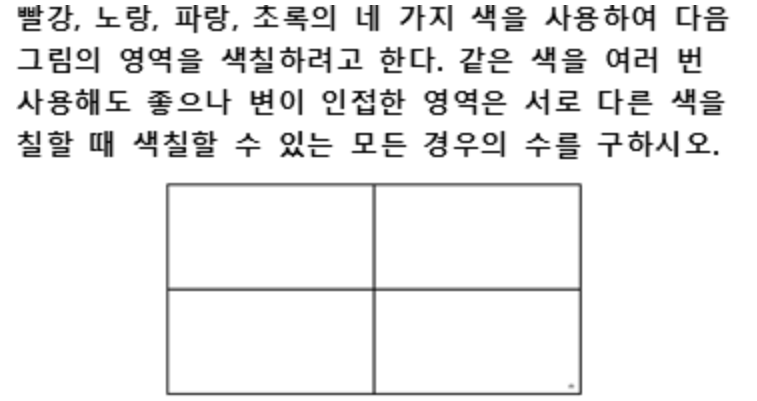 빨강, 노랑, 파랑, 초록의 네 가지 색을 사용하여 다음
그림의 영역을 색칠하려고 한다. 같은 색을 여러 번
사용해도 좋으나 변이 인접한 영역은 서로 다른 색을
칠할 때 색칠할 수 있는 모든 경우의 수를 구하시오.